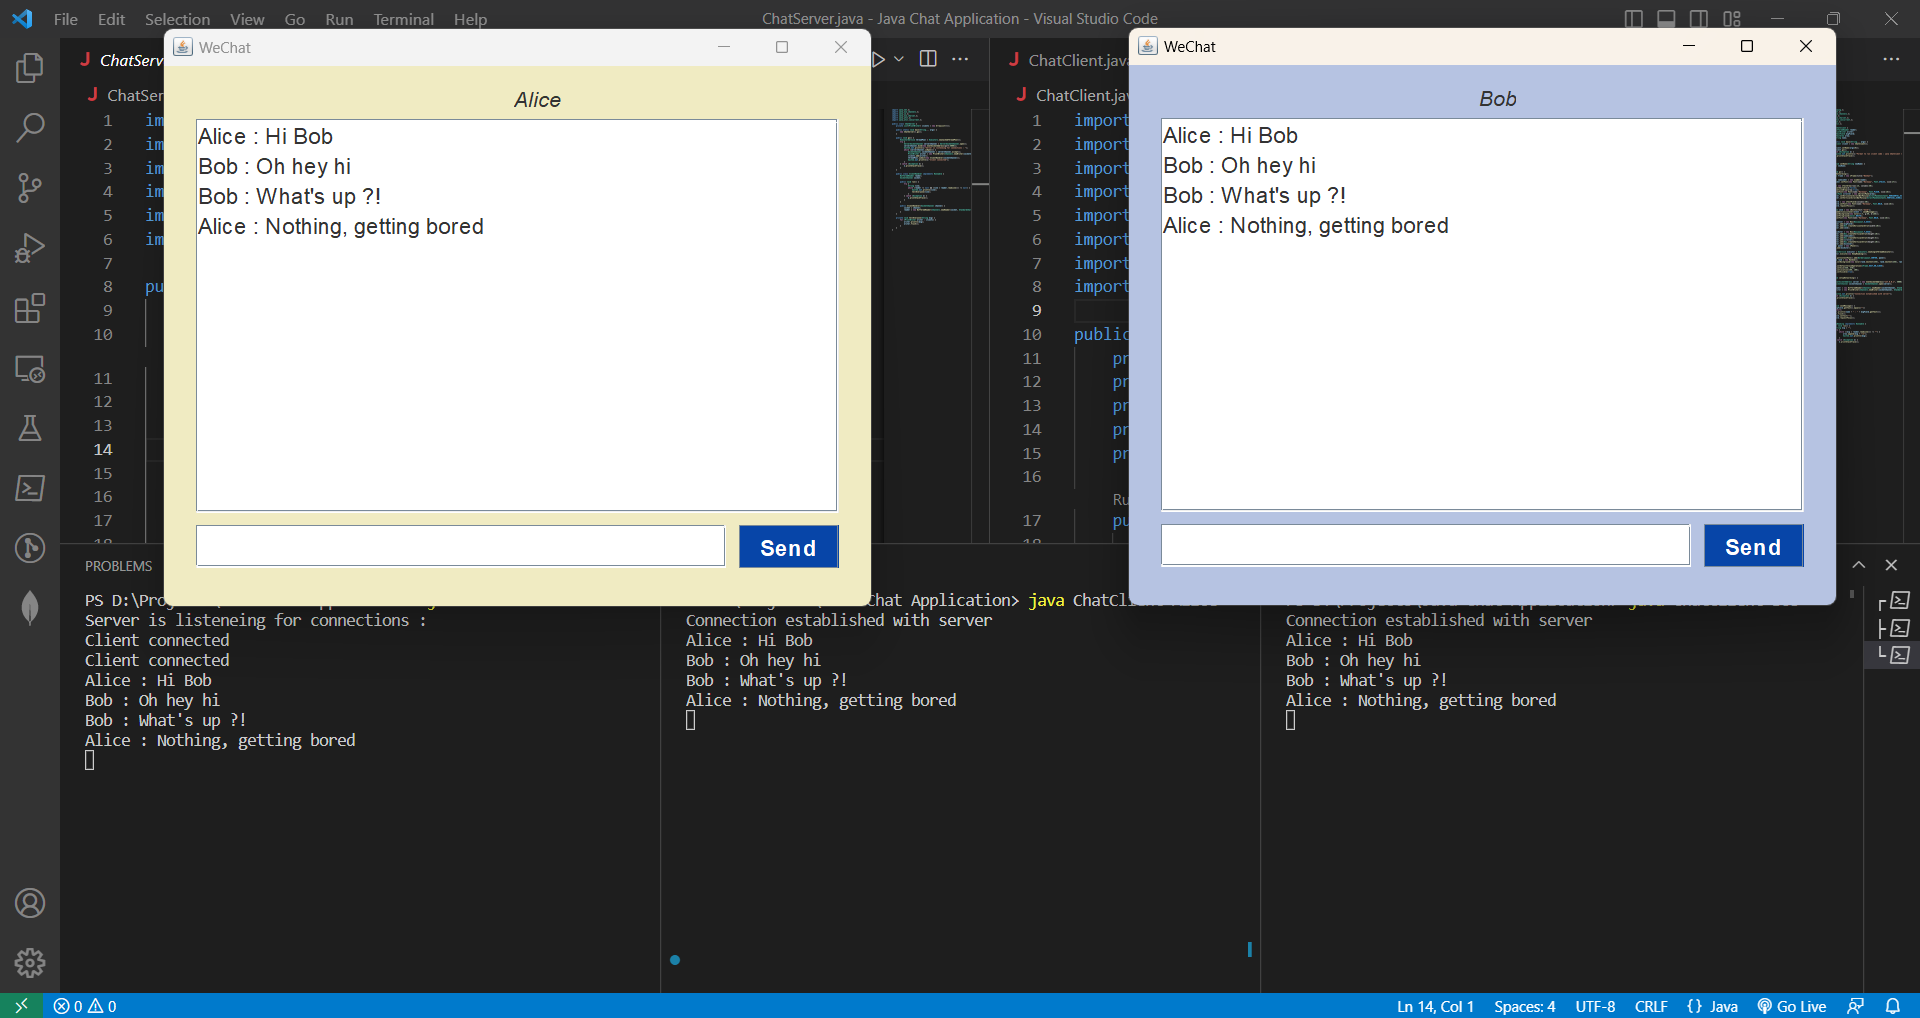 File Edit Selection View Go Run Terminal Help
ChatServer.java - Java Chat Application - Visual Studio Code
WeChat
Alice
Alice : Hi Bob
Bob : Oh hey hi
Bob : What's up ?!
Alice : Nothing, getting bored
Send
WeChat
Bob
Alice : Hi Bob
Bob : Oh hey hi
Bob : What's up ?!
Alice : Nothing, getting bored
Send
ChatServ
ChatSer
1 im
2 im
3 im
4 im
5 im
6 im
7
8 pu
9
10
11
12
13
14
15
16
17
18
ChatClient.java
ChatClient.jav
1 import
2 import
3 import
4 import
5 import
6 import
7 import
8 import
9
10 public
11 pr
12 pr
13 pr
14 pr
15 pr
16
Ru
17 pu
18
PROBLEMS
PS D:\Pro
Server is listeneing for connections :
Client connected
Client connected
Alice : Hi Bob
Bob : Oh hey hi
Bob : What's up ?!
Alice : Nothing, getting bored
Chat Application> java ChatCl
Connection established with server
Alice : Hi Bob
Bob : Oh hey hi
Bob : What's up ?!
Alice : Nothing, getting bored
Connection established with server
Alice : Hi Bob
Bob : Oh hey hi
Bob : What's up ?!
Alice : Nothing, getting bored
0 0
Ln 14, Col 1 Spaces: 4 UTF-8 CRLF {} Java Go Live